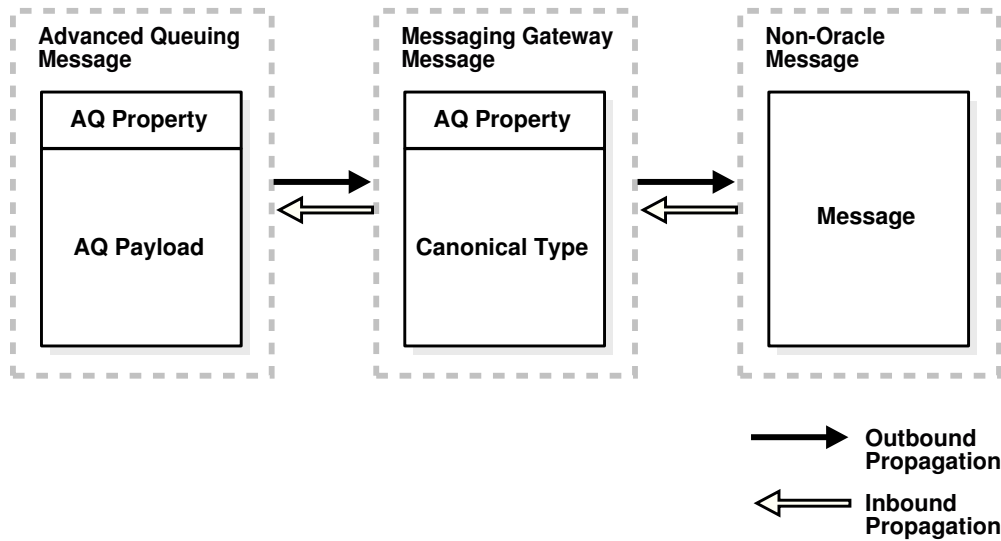 Advanced Queuing
Message
AQ Property
AQ Payload
Messaging Gateway
Message
AQ Property
Canonical Type
Non-Oracle
Message
Message
Outbound
Propagation
Inbound
Propagation